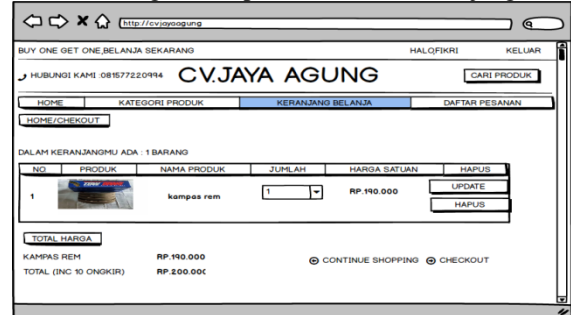 http://cvjayaagung
BUY ONE GET ONE,BELANJA SEKARANG HALO,FIKRI KELUAR
HUBUNGI KAMI :081577220994 CV.JAYA AGUNG CARI PRODUK
HOME KATEGORI PRODUK KERANJANG BELANJA DAFTAR PESANAN
HOME/CHEKOUT
DALAM KERANJANGMU ADA : 1 BARANG
NO PRODUK NAMA PRODUK JUMLAH HARGA SATUAN HAPUS
1 kampas rem 1 RP.190.000 UPDATE
HAPUS
TOTAL HARGA
KAMPAS REM RP.190.000 CONTINUE SHOPPING CHECKOUT
TOTAL (INC 10 ONGKIR) RP.200.000